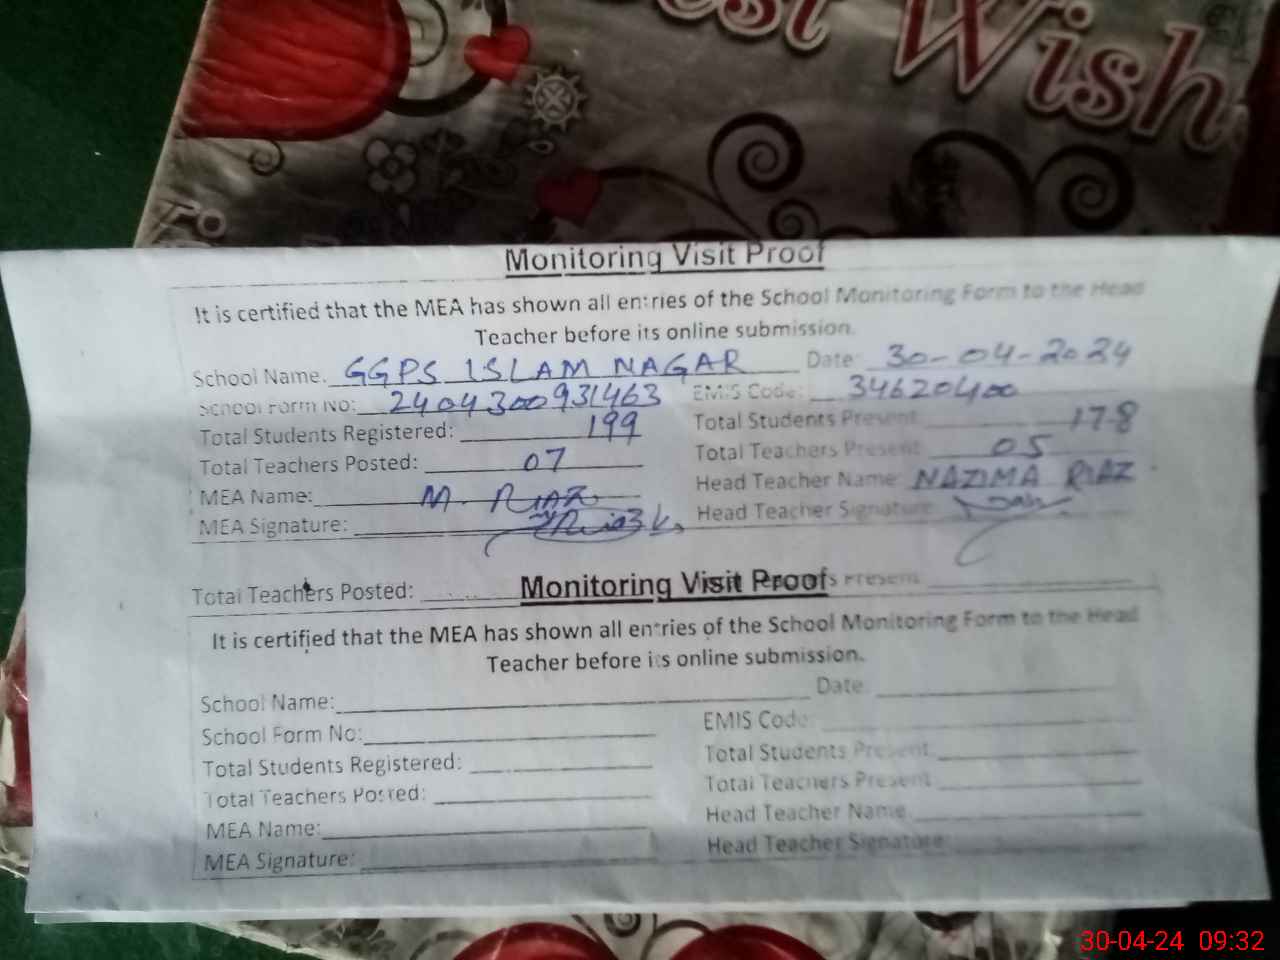 Best Wish
Monitoring Visit Proof
It is certified that the MEA has shown all entries of the School Monitoring Form to the Head
Teacher before its online submission.
School Name. GGPS ISLAM NAGAR Date: 30-04-2024
School Form No: 2404300931463 EMIS Code: 34620400
Total Students Registered: 199 Total Students Present 178
Total Teachers Posted: 07 Total Teachers Present 05
MEA Name: M. RIAZ Head Teacher Name NAZIMA RIAZ
MEA Signature: Head Teacher Signature
Total Teachers Posted: Monitoring Visit Proof Present
It is certified that the MEA has shown all entries of the School Monitoring Form to the Head
Teacher before its online submission.
School Name: Date
School Form No: EMIS Code:
Total Students Registered: Total Students Present
Total Teachers Posted: Total Teachers Present
MEA Name: Head Teacher Name
MEA Signature: Head Teacher Signature
30-04-24 09:32